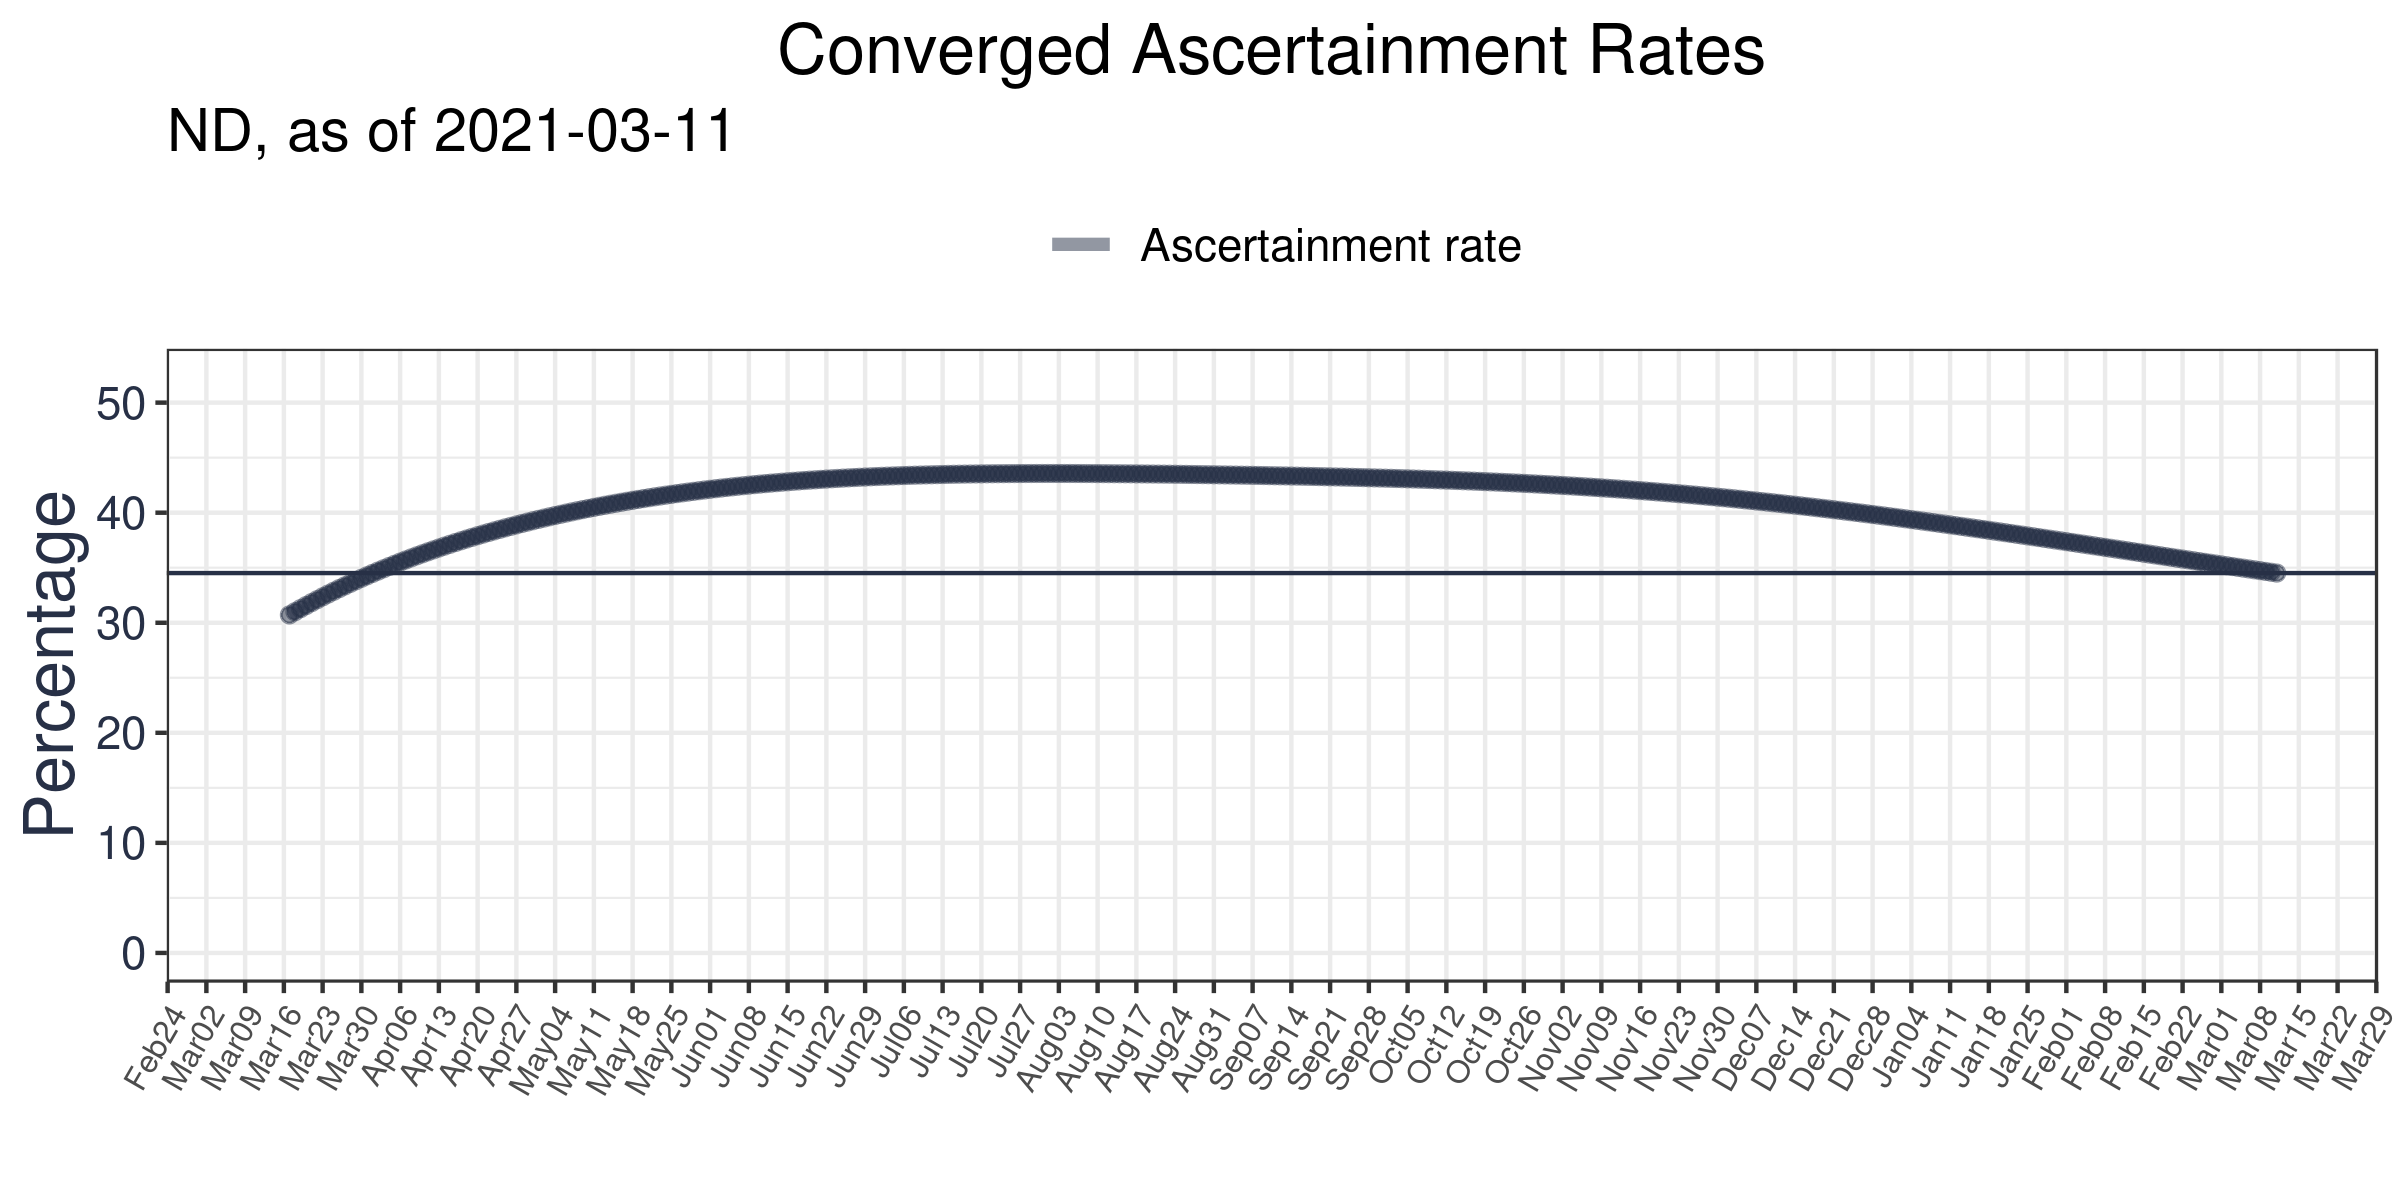 Converged Ascertainment Rates
ND, as of 2021-03-11
Ascertainment rate
Percentage
50
40
30
20
10
0
Feb24 Mar02 Mar09 Mar16 Mar23 Mar30 Apr06 Apr13 Apr20 Apr27 May04 May11 May18 May25 Jun01 Jun08 Jun15 Jun22 Jun29 Jul06 Jul13 Jul20 Jul27 Aug03 Aug10 Aug17 Aug24 Aug31 Sep07 Sep14 Sep21 Sep28 Oct05 Oct12 Oct19 Oct26 Nov02 Nov09 Nov16 Nov23 Nov30 Dec07 Dec14 Dec21 Dec28 Jan04 Jan11 Jan18 Jan25 Feb01 Feb08 Feb15 Feb22 Mar01 Mar08 Mar15 Mar22 Mar29